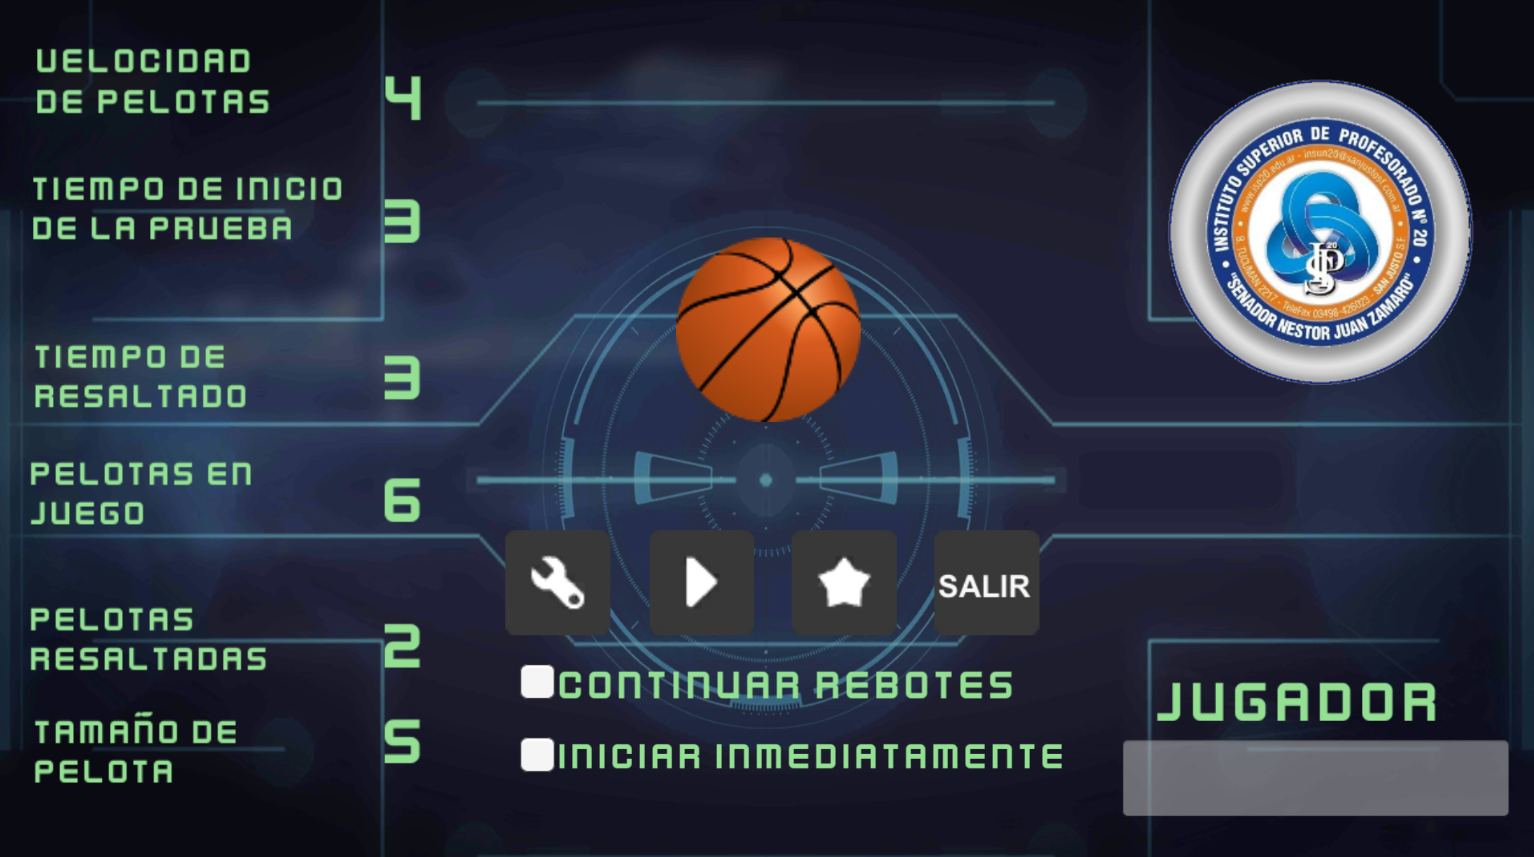 VELOCIDAD
DE PELOTAS
4
TIEMPO DE INICIO
DE LA PRUEBA
3
TIEMPO DE
RESALTADO
3
PELOTAS EN
JUEGO
6
PELOTAS
RESALTADAS
2
TAMAÑO DE
PELOTA
5
SALIR
CONTINUAR REBOTES
INICIAR INMEDIATAMENTE
INSTITUTO SUPERIOR DE PROFESORADO Nº 20
"SENADOR NESTOR JUAN ZAMARO"
www.isp20.edu.ar - insun20@sanjustosf.com.ar
B. TUCUMAN 2217 - TeleFax 03498-426023 - SAN JUSTO S.F.
20
ISP
JUGADOR